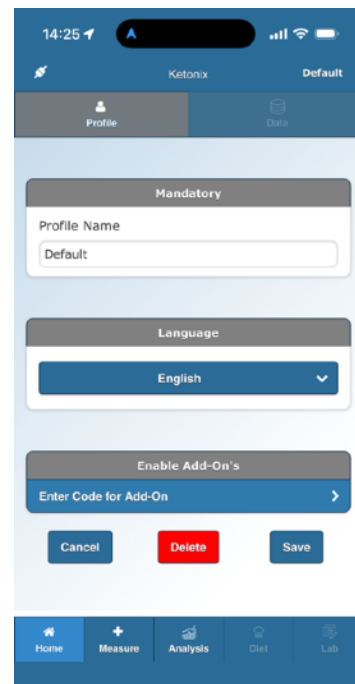 14:25
Ketonix
Default
Profile
Data
Mandatory
Profile Name
Default
Language
English
Enable Add-On's
Enter Code for Add-On
Cancel
Delete
Save
Home
Measure
Analysis
Diet
Lab